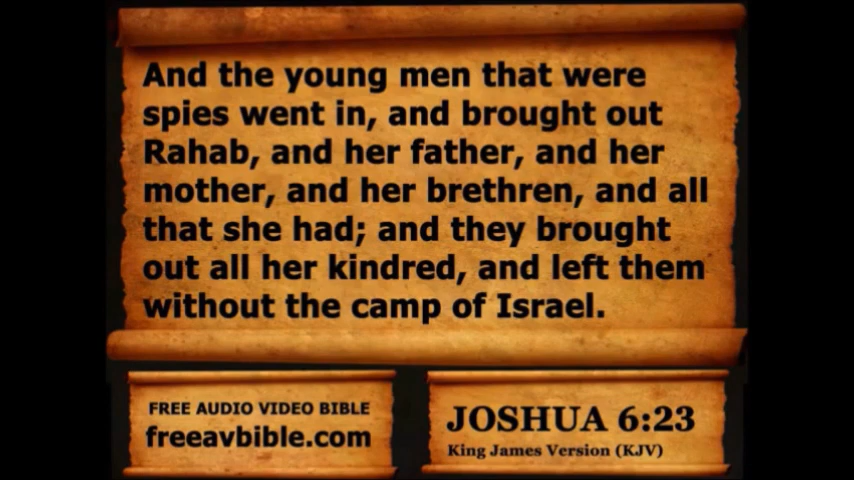 And the young men that were
spies went in, and brought out
Rahab, and her father, and her
mother, and her brethren, and all
that she had; and they brought
out all her kindred, and left them
without the camp of Israel.
FREE AUDIO VIDEO BIBLE
freeavbible.com
JOSHUA 6:23
King James Version (KJV)